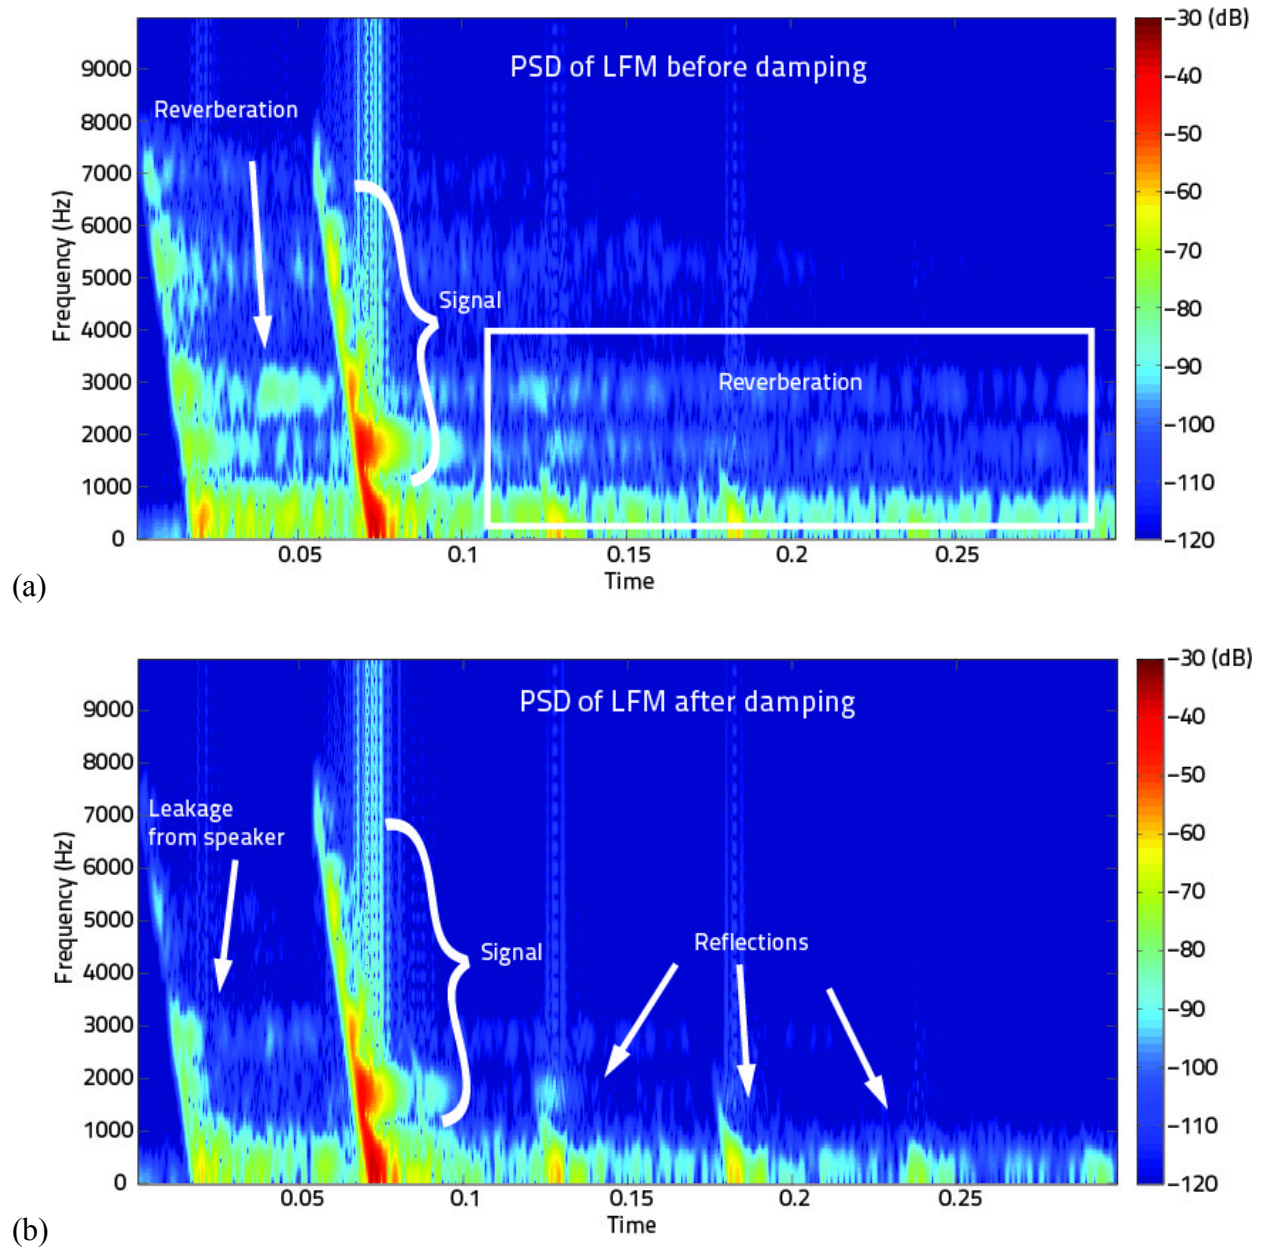 PSD of LFM before damping
Reverberation
Signal
Reverberation
Frequency (Hz)
9000
8000
7000
6000
5000
4000
3000
2000
1000
0
0.05
0.1
0.15
0.2
0.25
Time
−30 (dB)
−40
−50
−60
−70
−80
−90
−100
−110
−120
(a)
PSD of LFM after damping
Leakage
from speaker
Signal
Reflections
Frequency (Hz)
9000
8000
7000
6000
5000
4000
3000
2000
1000
0
0.05
0.1
0.15
0.2
0.25
Time
−30 (dB)
−40
−50
−60
−70
−80
−90
−100
−110
−120
(b)